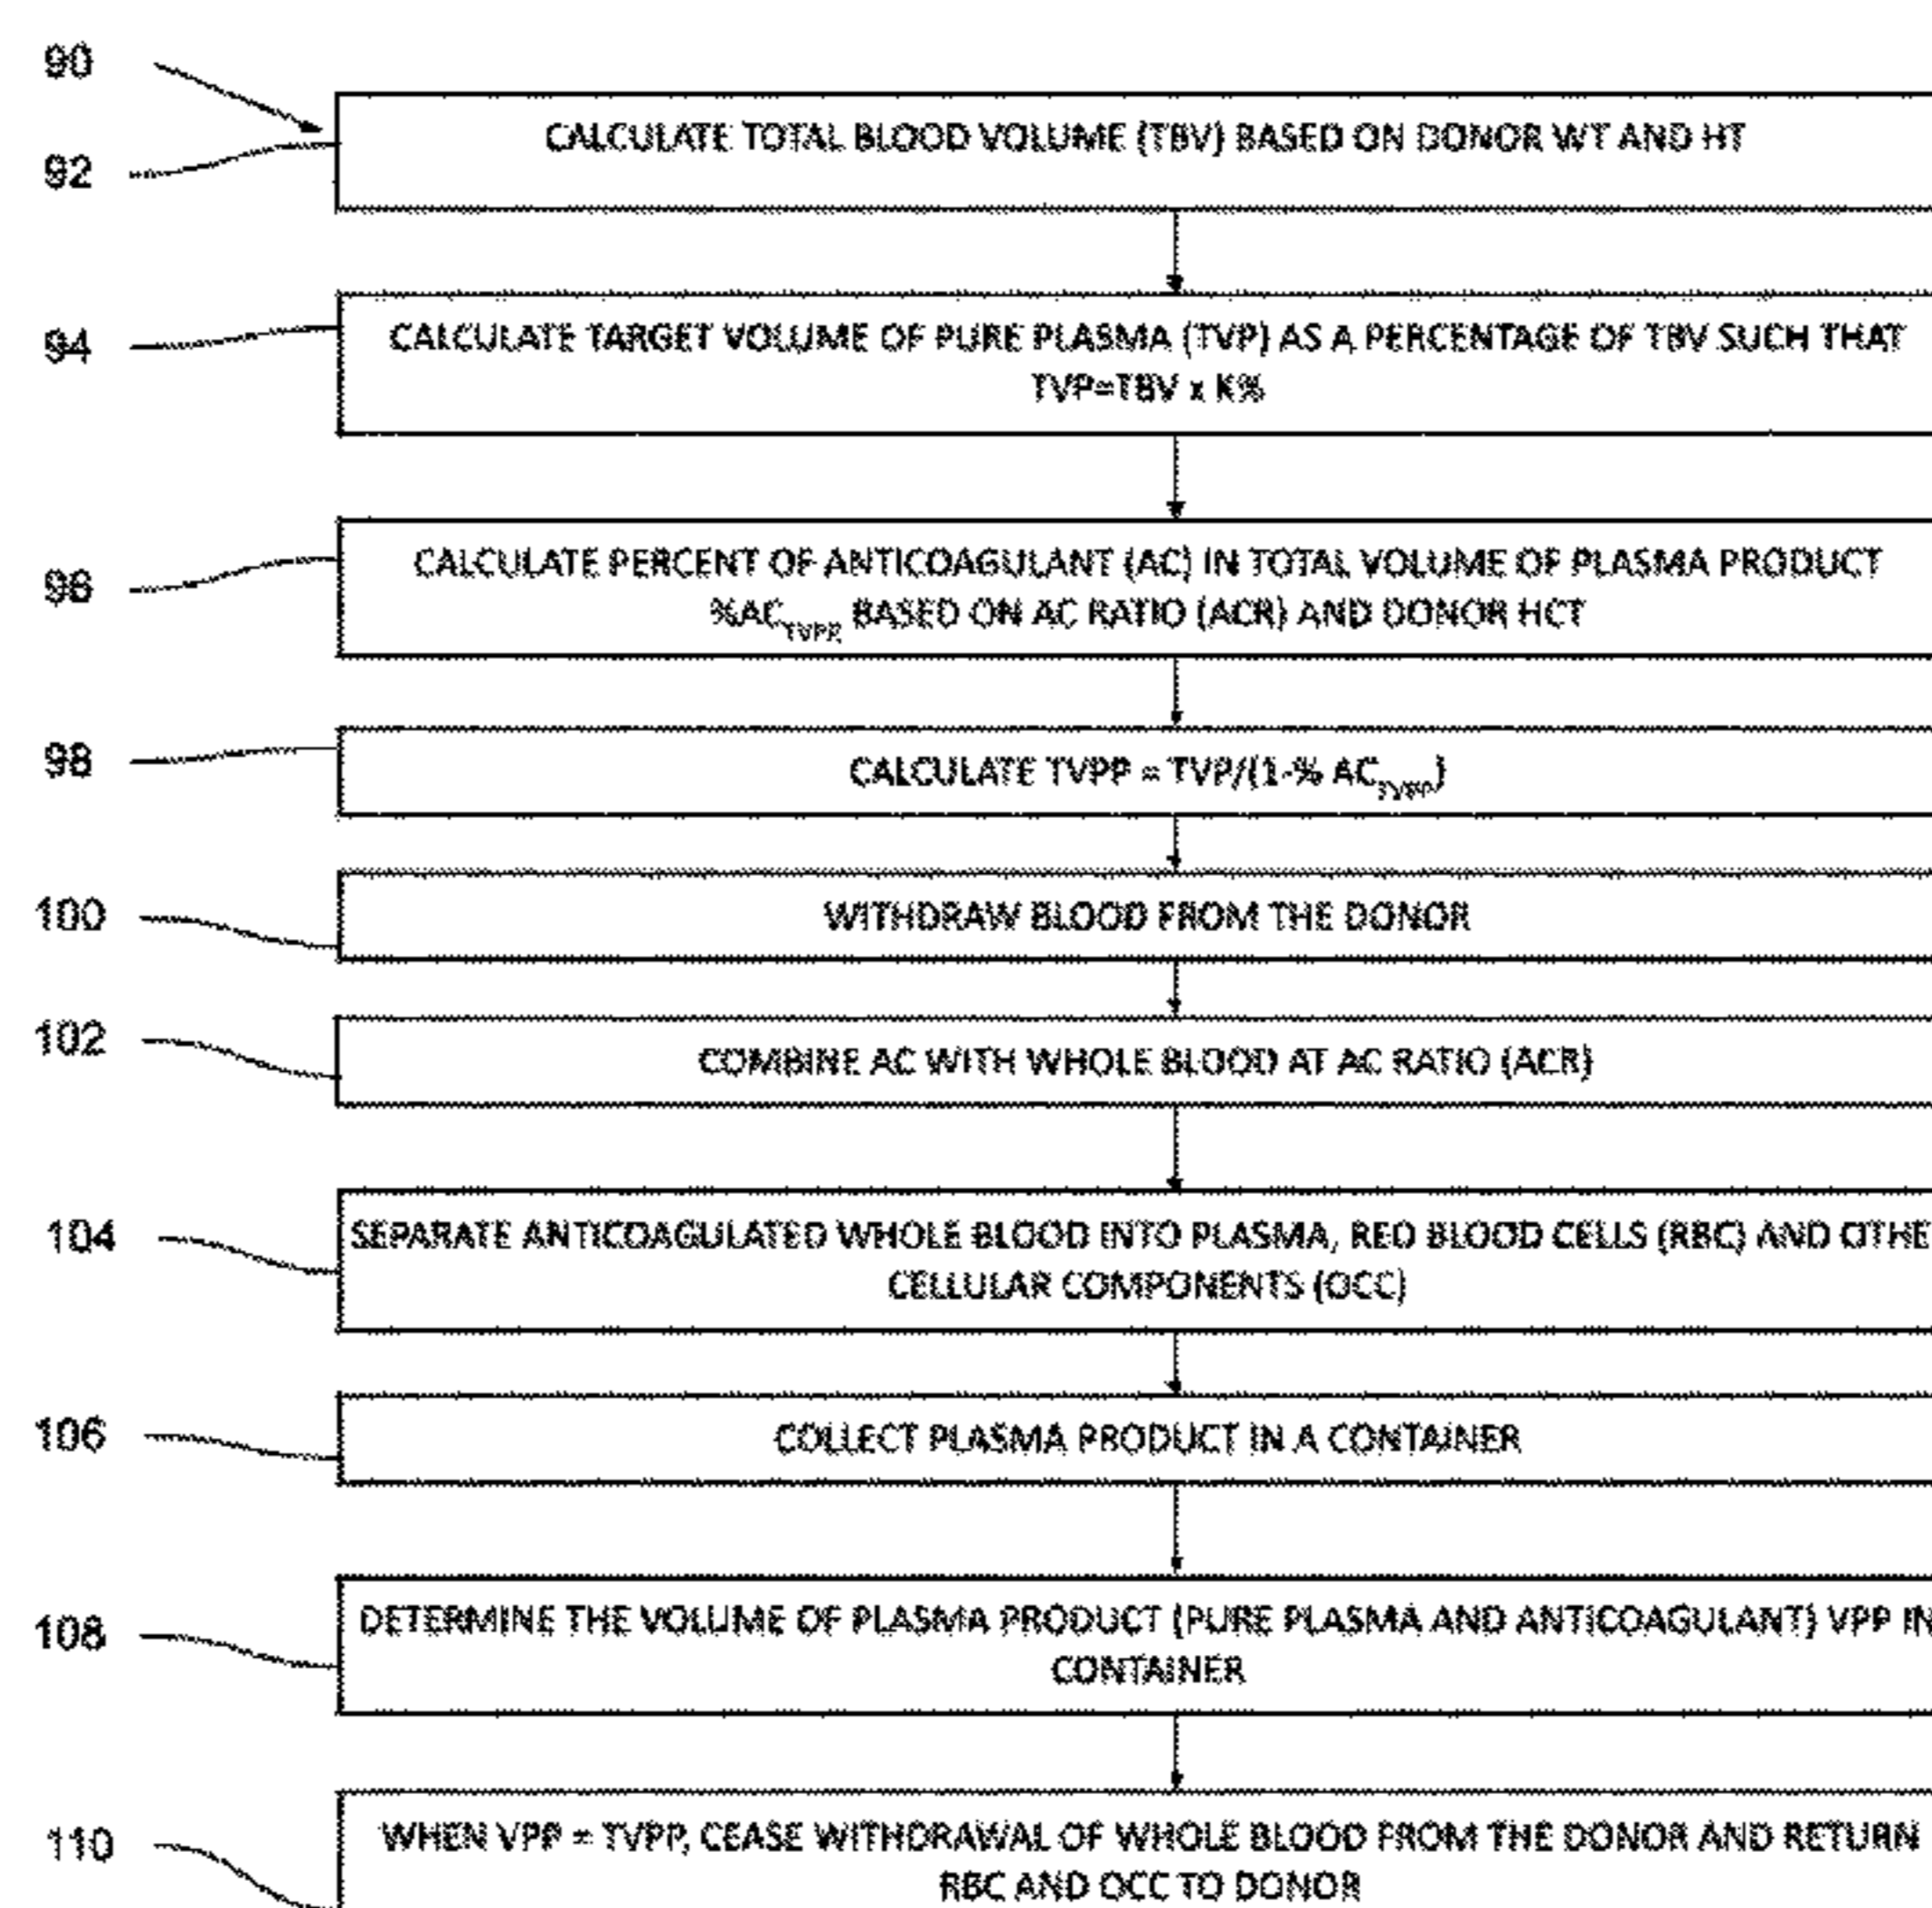 90
CALCULATE TOTAL BLOOD VOLUME (TBV) BASED ON DONOR WT AND HT
92
94
CALCULATE TARGET VOLUME OF PURE PLASMA (TVP) AS A PERCENTAGE OF TBV SUCH THAT
TVP=TBV x K%
96
CALCULATE PERCENT OF ANTICOAGULANT (AC) IN TOTAL VOLUME OF PLASMA PRODUCT
%AC TVPP BASED ON AC RATIO (ACR) AND DONOR HCT
98
CALCULATE TVPP = TVP/(1-% AC TVPP)
100
WITHDRAW BLOOD FROM THE DONOR
102
COMBINE AC WITH WHOLE BLOOD AT AC RATIO (ACR)
104
SEPARATE ANTICOAGULATED WHOLE BLOOD INTO PLASMA, RED BLOOD CELLS (RBC) AND OTHE
CELLULAR COMPONENTS (OCC)
106
COLLECT PLASMA PRODUCT IN A CONTAINER
108
DETERMINE THE VOLUME OF PLASMA PRODUCT (PURE PLASMA AND ANTICOAGULANT) VPP IN
CONTAINER
110
WHEN VPP = TVPP, CEASE WITHDRAWAL OF WHOLE BLOOD FROM THE DONOR AND RETURN
RBC AND OCC TO DONOR